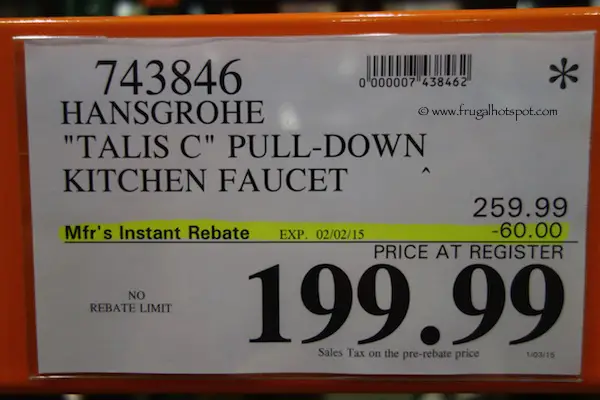 743846
0 000007 438462
*
© www.frugalhotspot.com
HANSGROHE
"TALIS C" PULL-DOWN
KITCHEN FAUCET ^
259.99
Mfr's Instant Rebate EXP. 02/02/15 -60.00
PRICE AT REGISTER
199.99
NO
REBATE LIMIT
Sales Tax on the pre-rebate price
1/03/15